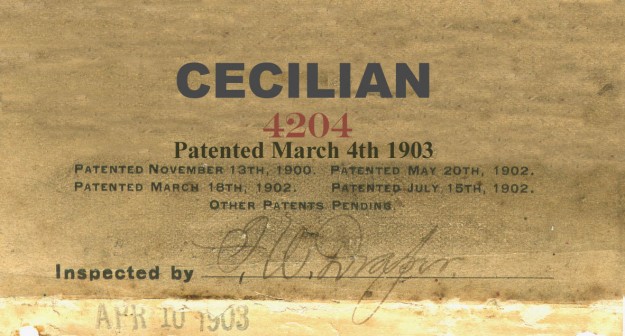 CECILIAN
4204
Patented March 4th 1903
PATENTED NOVEMBER 13TH, 1900. PATENTED MAY 20TH, 1902.
PATENTED MARCH 18TH, 1902. PATENTED JULY 15TH, 1902.
OTHER PATENTS PENDING
Inspected by J. W. Draper.
APR 10 1903